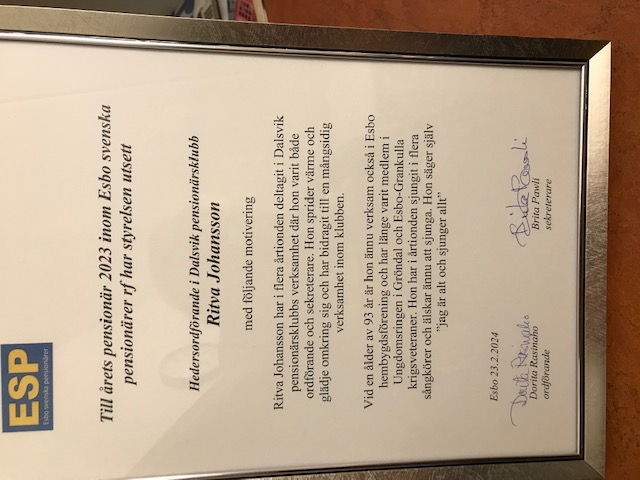 ESP
Esbo svenska pensionärer
Till årets pensionär 2023 inom Esbo svenska
pensionärer rf har styrelsen utsett
Hedersordförande i Dalsvik pensionärsklubb
Ritva Johansson
med följande motivering
Ritva Johansson har i flera årtionden deltagit i Dalsvik
pensionärsklubbs verksamhet där hon varit både
ordförande och sekreterare. Hon sprider värme och
glädje omkring sig och har bidragit till en mångsidig
verksamhet inom klubben.
Vid en ålder av 93 år är hon ännu verksam också i Esbo
hembygdsförening och har länge varit medlem i
Ungdomsringen i Gröndal och Esbo-Grankulla
krigsveteraner. Hon har i årtionden sjungit i flera
sångkörer och älskar ännu att sjunga. Hon säger själv
”jag är alt och sjunger allt”
Esbo 23.2.2024
Dorita Rasinaho
Brita Pawli
ordförande
sekreterare